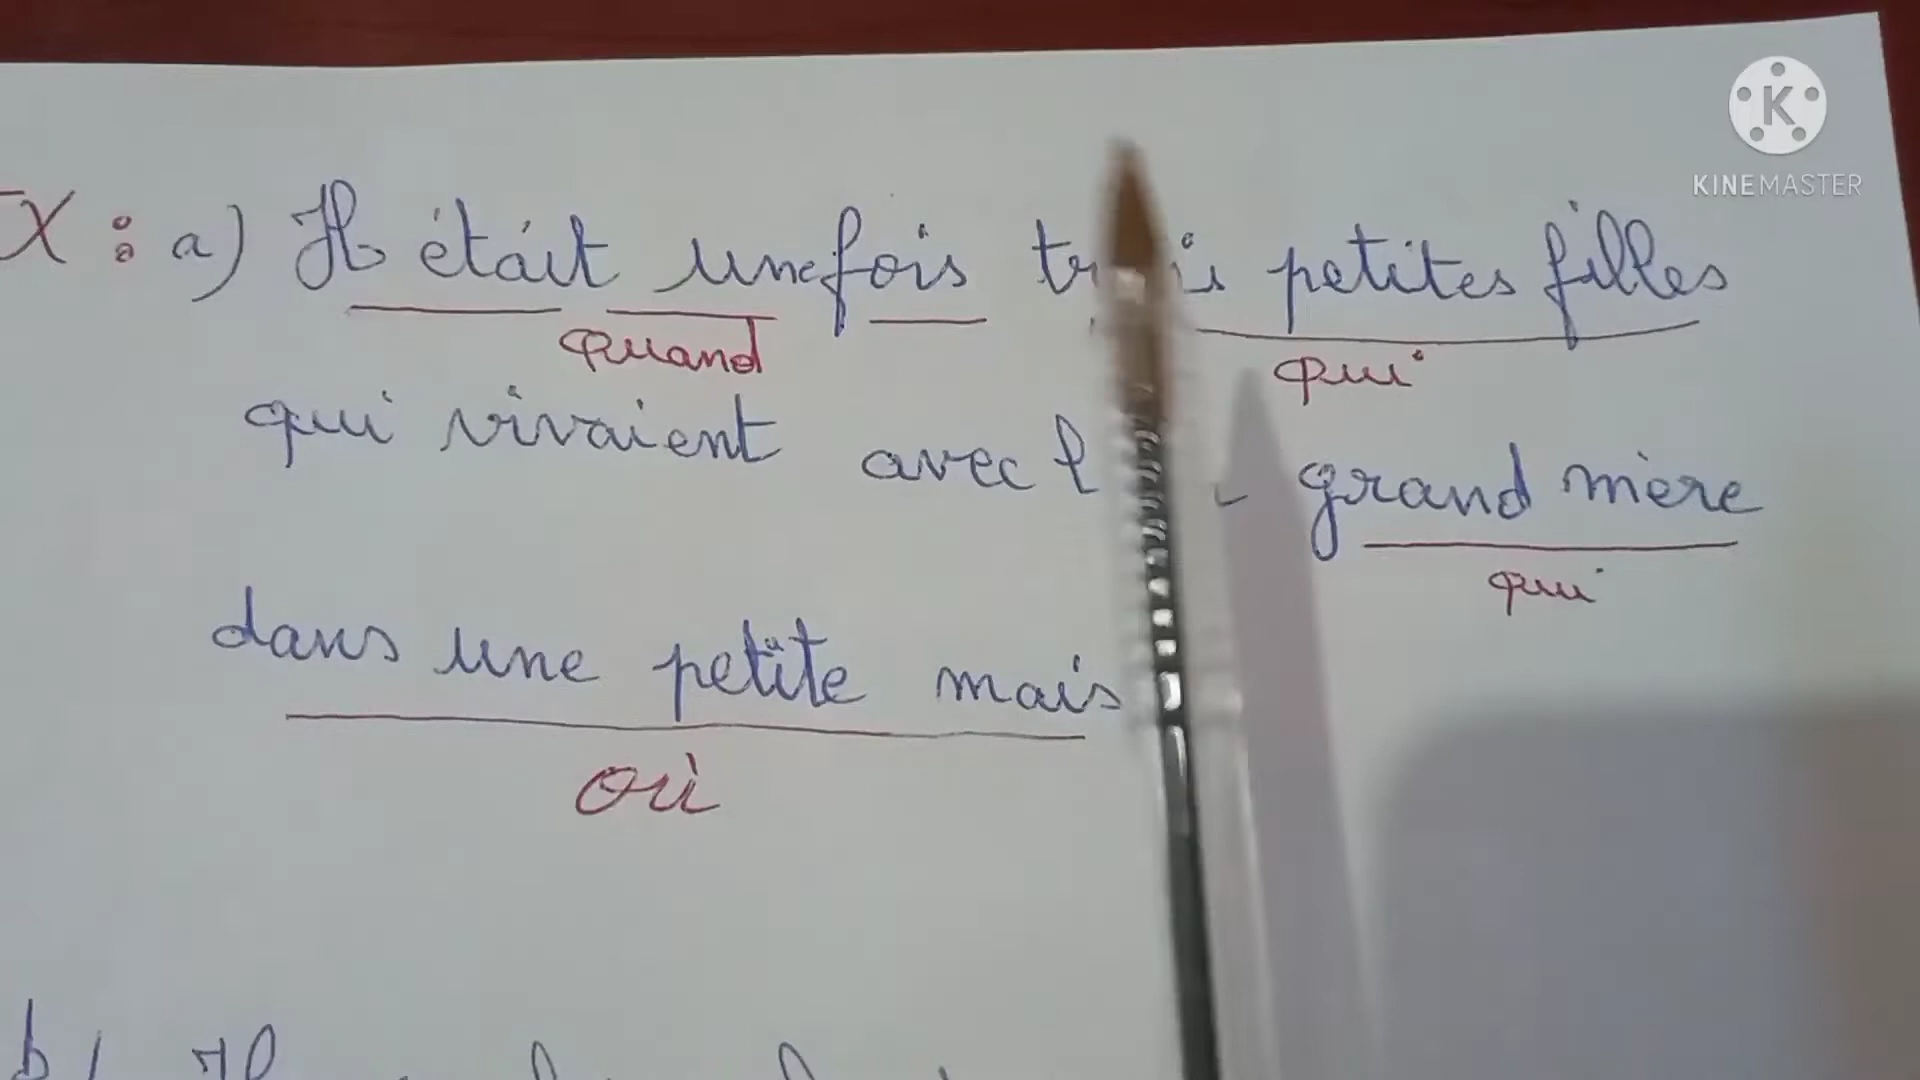 X : a) Il était une fois petites filles
quand qui
qui vivaient avec grand mère
qui
dans une petite mais
où
b)
KINEMASTER